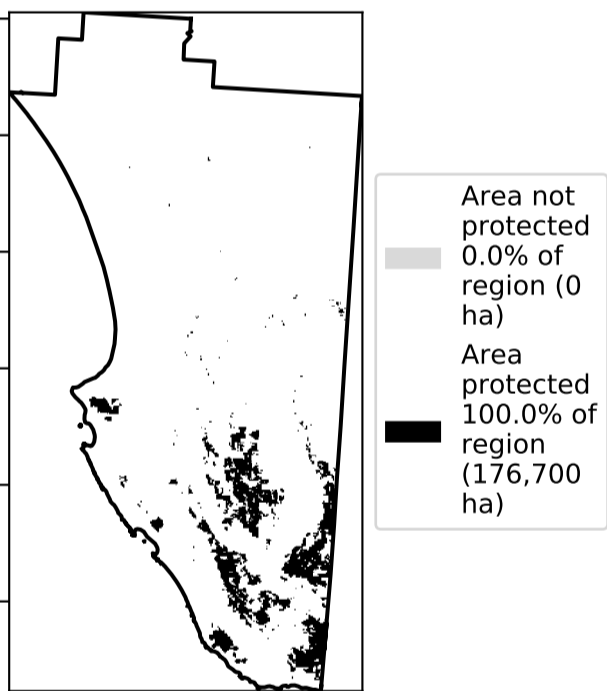 Area not
protected
0.0% of
region (0
ha)
Area
protected
100.0% of
region
(176,700
ha)